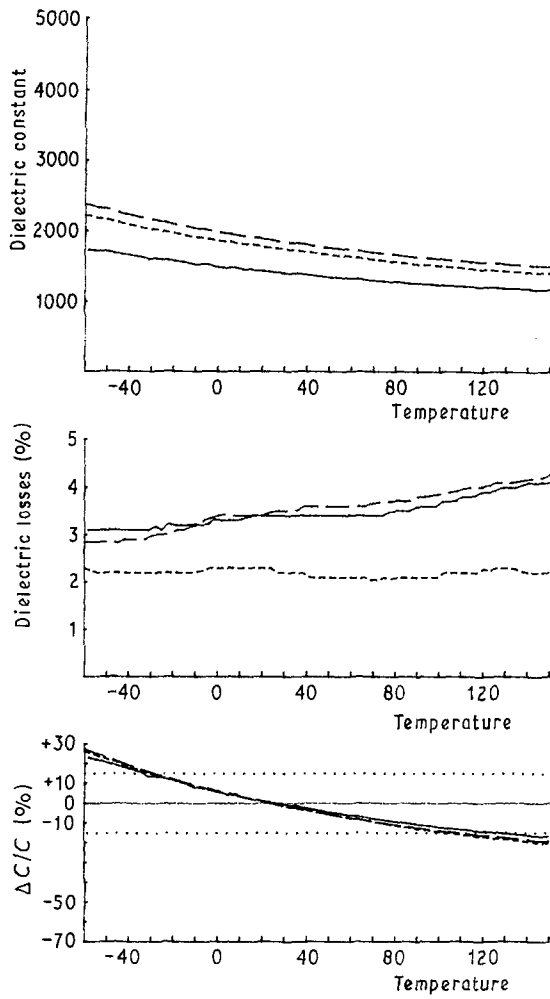 5000
4000
3000
2000
1000
Dielectric constant
-40 0 40 80 120
Temperature
5
4
3
2
1
Dielectric losses (%)
-40 0 40 80 120
Temperature
+30
+10
0
-10
-50
-70
ΔC/C (%)
-40 0 40 80 120
Temperature